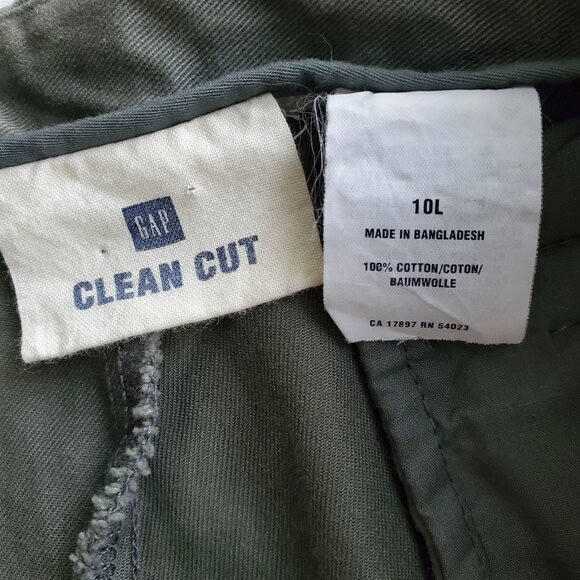 GAP
CLEAN CUT
10L
MADE IN BANGLADESH
100% COTTON/COTON/
BAUMWOLLE
CA 17897 RN 54023